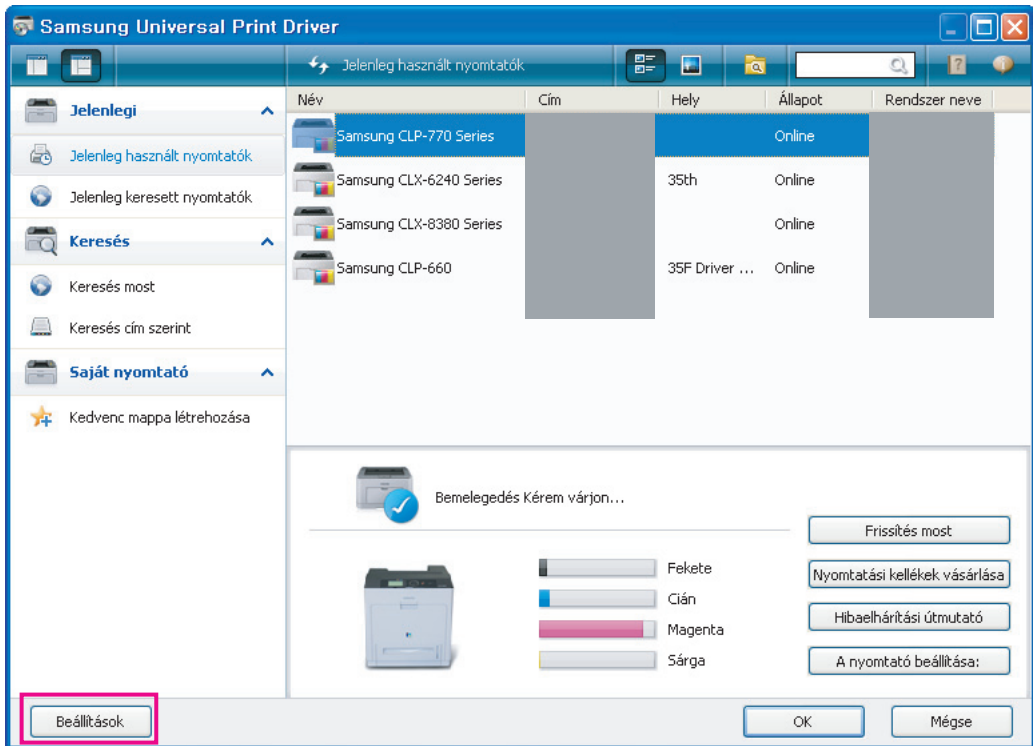 Samsung Universal Print Driver
Jelenleg használt nyomtatók
Jelenlegi
Jelenleg használt nyomtatók
Jelenleg keresett nyomtatók
Keresés
Keresés most
Keresés cím szerint
Saját nyomtató
Kedvenc mappa létrehozása
Név Cím Hely Állapot Rendszer neve
Samsung CLP-770 Series Online
Samsung CLX-6240 Series 35th Online
Samsung CLX-8380 Series Online
Samsung CLP-660 35F Driver ... Online
Bemelegedés Kérem várjon...
Fekete
Cián
Magenta
Sárga
Frissítés most
Nyomtatási kellékek vásárlása
Hibaelhárítási útmutató
A nyomtató beállítása:
Beállítások
OK
Mégse